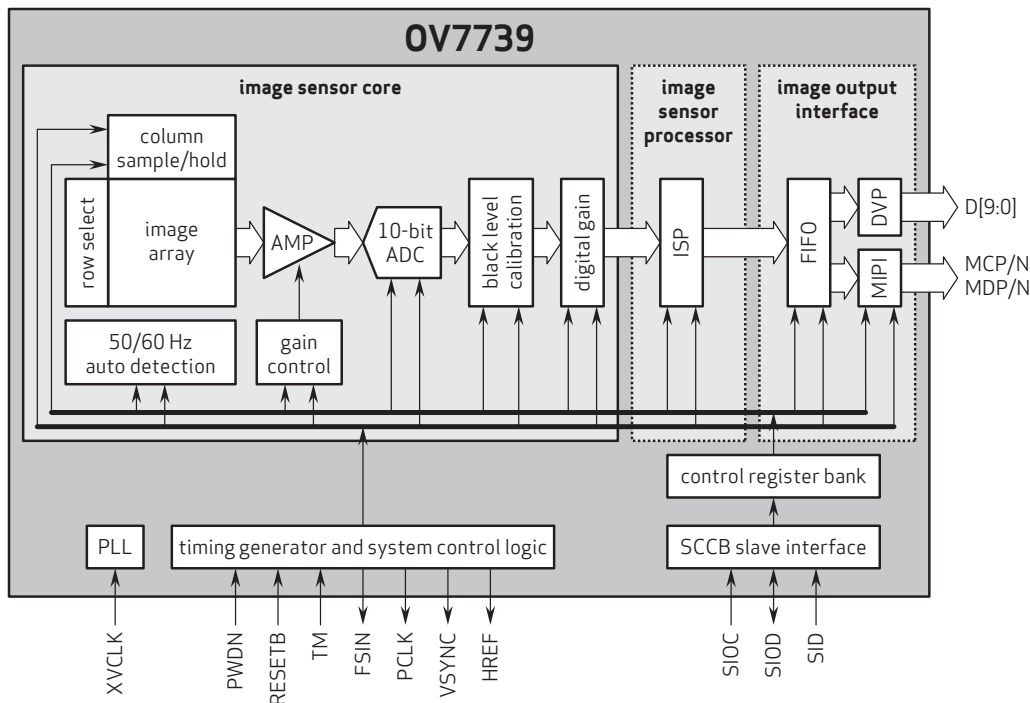 OV7739
image sensor core
image
sensor
processor
image output
interface
column
sample/hold
row select
image
array
AMP
10-bit
ADC
black level
calibration
digital gain
ISP
FIFO
DVP
MIPI
D[9:0]
MCP/N
MDP/N
50/60 Hz
auto detection
gain
control
control register bank
PLL
timing generator and system control logic
SCCB slave interface
XVCLK
PWDN
RESETB
TM
FSIN
PCLK
VSYNC
HREF
SIOC
SIOD
SID